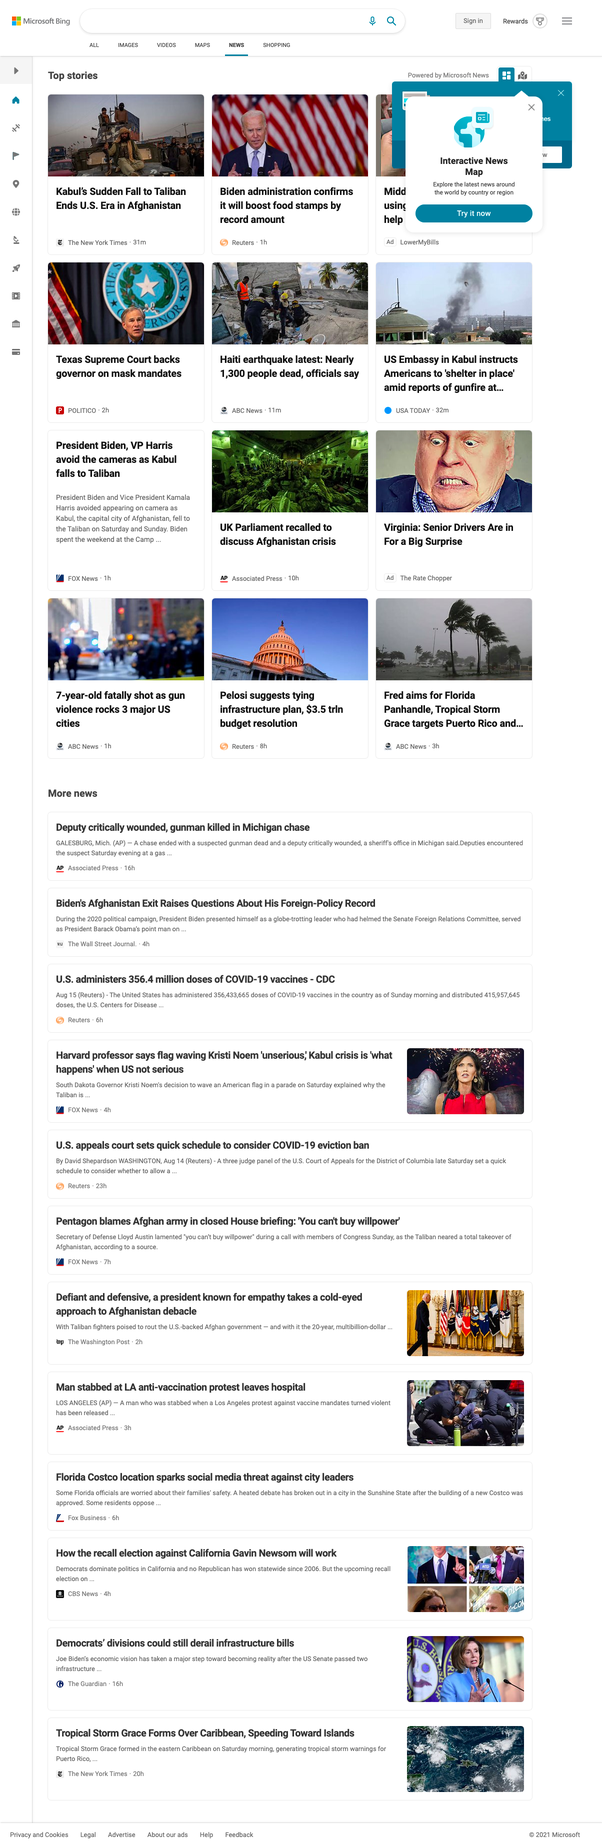 Microsoft Bing
Sign in
Rewards
ALL IMAGES VIDEOS MAPS NEWS SHOPPING
Top stories
Powered by Microsoft News
Interactive News
Map
Explore the latest news around
the world by country or region
Try it now
Kabul's Sudden Fall to Taliban
Ends U.S. Era in Afghanistan
The New York Times · 31m
Biden administration confirms
it will boost food stamps by
record amount
Reuters · 1h
Midd
using
help
Ad LowerMyBills
Texas Supreme Court backs
governor on mask mandates
POLITICO · 2h
Haiti earthquake latest: Nearly
1,300 people dead, officials say
ABC News · 11m
US Embassy in Kabul instructs
Americans to 'shelter in place'
amid reports of gunfire at...
USA TODAY · 32m
President Biden, VP Harris
avoid the cameras as Kabul
falls to Taliban
President Biden and Vice President Kamala
Harris avoided appearing on camera as
Kabul, the capital city of Afghanistan, fell to
the Taliban on Saturday and Sunday. Biden
spent the weekend at the Camp ...
FOX News · 1h
UK Parliament recalled to
discuss Afghanistan crisis
AP Associated Press · 10h
Virginia: Senior Drivers Are in
For a Big Surprise
Ad The Rate Chopper
7-year-old fatally shot as gun
violence rocks 3 major US
cities
ABC News · 1h
Pelosi suggests tying
infrastructure plan, $3.5 trln
budget resolution
Reuters · 8h
Fred aims for Florida
Panhandle, Tropical Storm
Grace targets Puerto Rico and...
ABC News · 3h
More news
Deputy critically wounded, gunman killed in Michigan chase
GALESBURG, Mich. (AP) — A chase ended with a suspected gunman dead and a deputy critically wounded, a sheriff's office in Michigan said.Deputies encountered
the suspect Saturday evening at a gas ...
AP Associated Press · 16h
Biden's Afghanistan Exit Raises Questions About His Foreign-Policy Record
During the 2020 political campaign, President Biden presented himself as a globe-trotting leader who had helmed the Senate Foreign Relations Committee, served
as President Barack Obama's point man on ...
WSJ The Wall Street Journal. · 4h
U.S. administers 356.4 million doses of COVID-19 vaccines - CDC
Aug 15 (Reuters) - The United States has administered 356,433,665 doses of COVID-19 vaccines in the country as of Sunday morning and distributed 415,957,645
doses, the U.S. Centers for Disease ...
Reuters · 6h
Harvard professor says flag waving Kristi Noem 'unserious,' Kabul crisis is 'what
happens' when US not serious
South Dakota Governor Kristi Noem's decision to wave an American flag in a parade on Saturday explained why the
Taliban is ...
FOX News · 4h
U.S. appeals court sets quick schedule to consider COVID-19 eviction ban
By David Shepardson WASHINGTON, Aug 14 (Reuters) - A three judge panel of the U.S. Court of Appeals for the District of Columbia late Saturday set a quick
schedule to consider whether to allow a ...
Reuters · 23h
Pentagon blames Afghan army in closed House briefing: 'You can't buy willpower'
Secretary of Defense Lloyd Austin lamented "you can't buy willpower" during a call with members of Congress Sunday, as the Taliban neared a total takeover of
Afghanistan, according to a source.
FOX News · 7h
Defiant and defensive, a president known for empathy takes a cold-eyed
approach to Afghanistan debacle
With Taliban fighters poised to rout the U.S.-backed Afghan government — and with it the 20-year, multibillion-dollar ...
wp The Washington Post · 2h
Man stabbed at LA anti-vaccination protest leaves hospital
LOS ANGELES (AP) — A man who was stabbed when a Los Angeles protest against vaccine mandates turned violent
has been released ...
AP Associated Press · 3h
Florida Costco location sparks social media threat against city leaders
Some Florida officials are worried about their families' safety. A heated debate has broken out in a city in the Sunshine State after the building of a new Costco was
approved. Some residents oppose ...
Fox Business · 6h
How the recall election against California Gavin Newsom will work
Democrats dominate politics in California and no Republican has won statewide since 2006. But the upcoming recall
election on ...
CBS News · 4h
Democrats' divisions could still derail infrastructure bills
Joe Biden's economic vision has taken a major step toward becoming reality after the US Senate passed two
infrastructure ...
The Guardian · 16h
Tropical Storm Grace Forms Over Caribbean, Speeding Toward Islands
Tropical Storm Grace formed in the eastern Caribbean on Saturday morning, generating tropical storm warnings for
Puerto Rico, ...
The New York Times · 20h
Privacy and Cookies Legal Advertise About our ads Help Feedback
© 2021 Microsoft